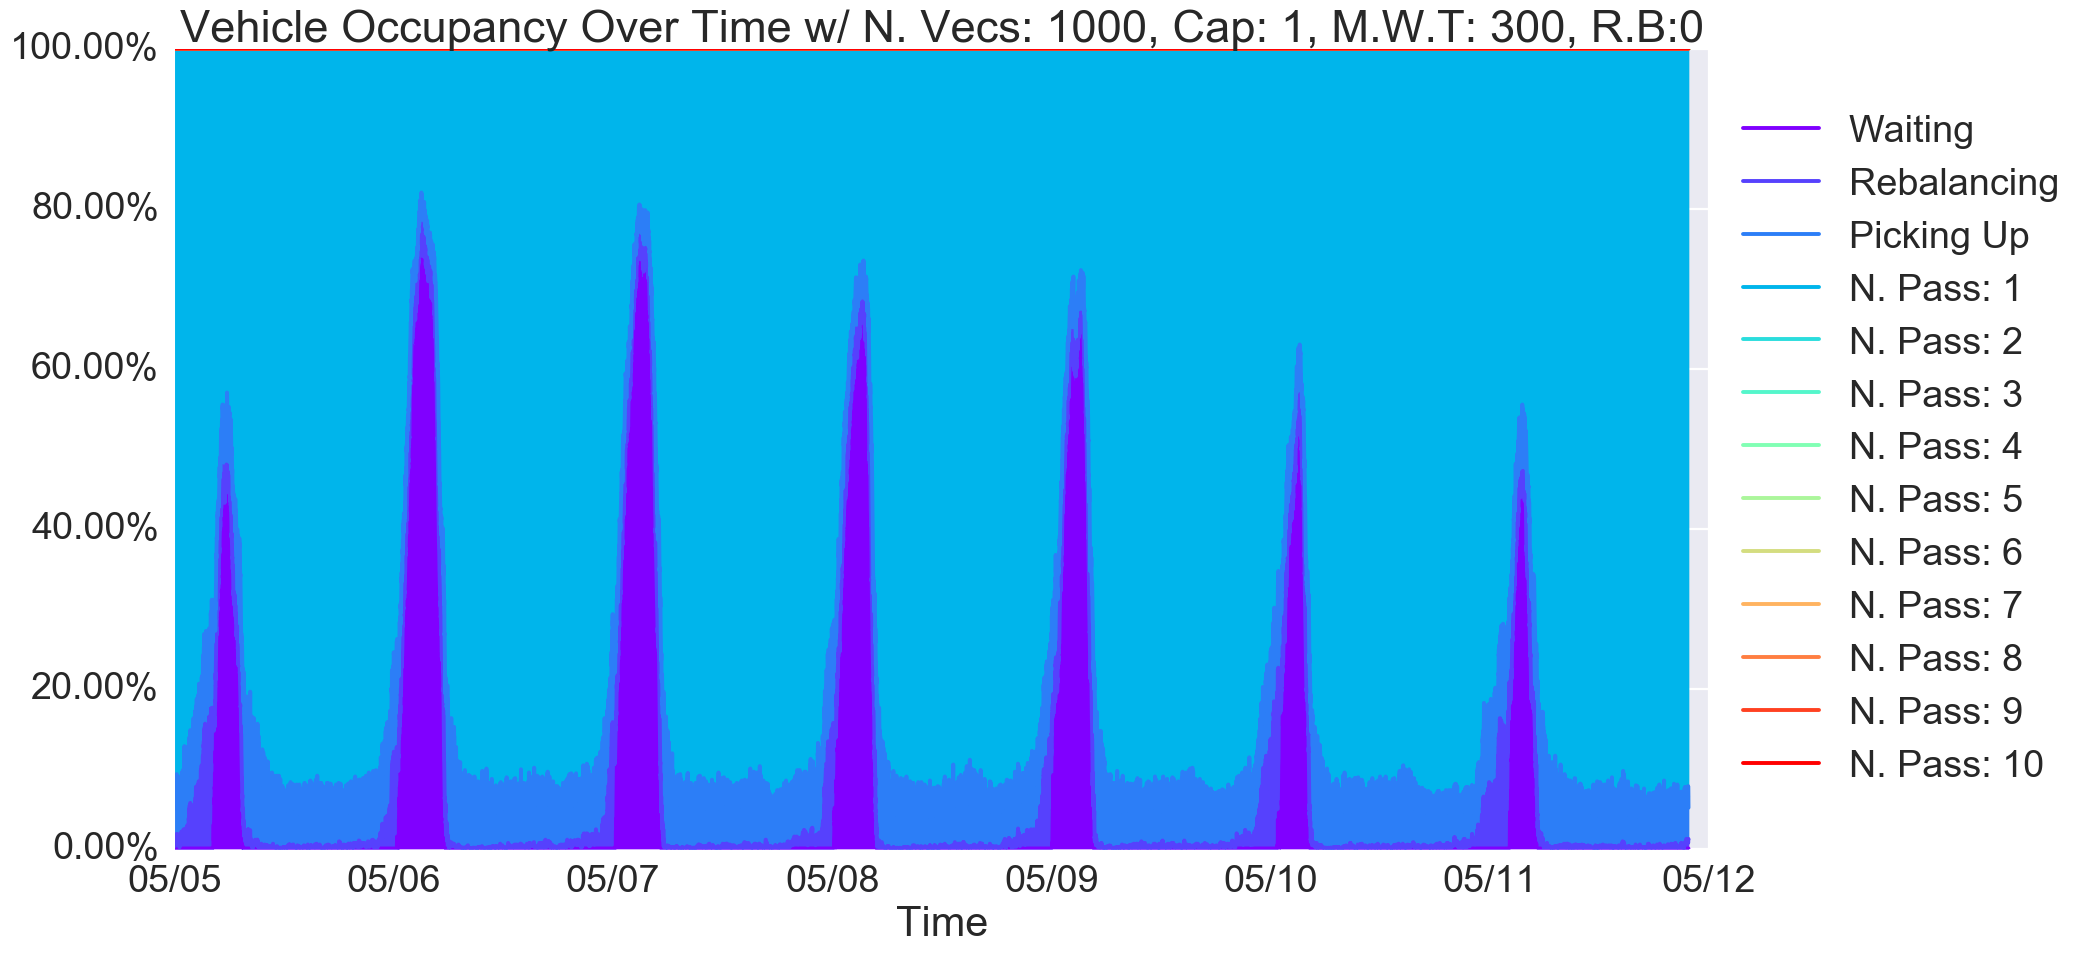 Vehicle Occupancy Over Time w/ N. Vecs: 1000, Cap: 1, M.W.T: 300, R.B:0
100.00%
80.00%
60.00%
40.00%
20.00%
0.00%
05/05 05/06 05/07 05/08 05/09 05/10 05/11 05/12
Time
Waiting
Rebalancing
Picking Up
N. Pass: 1
N. Pass: 2
N. Pass: 3
N. Pass: 4
N. Pass: 5
N. Pass: 6
N. Pass: 7
N. Pass: 8
N. Pass: 9
N. Pass: 10